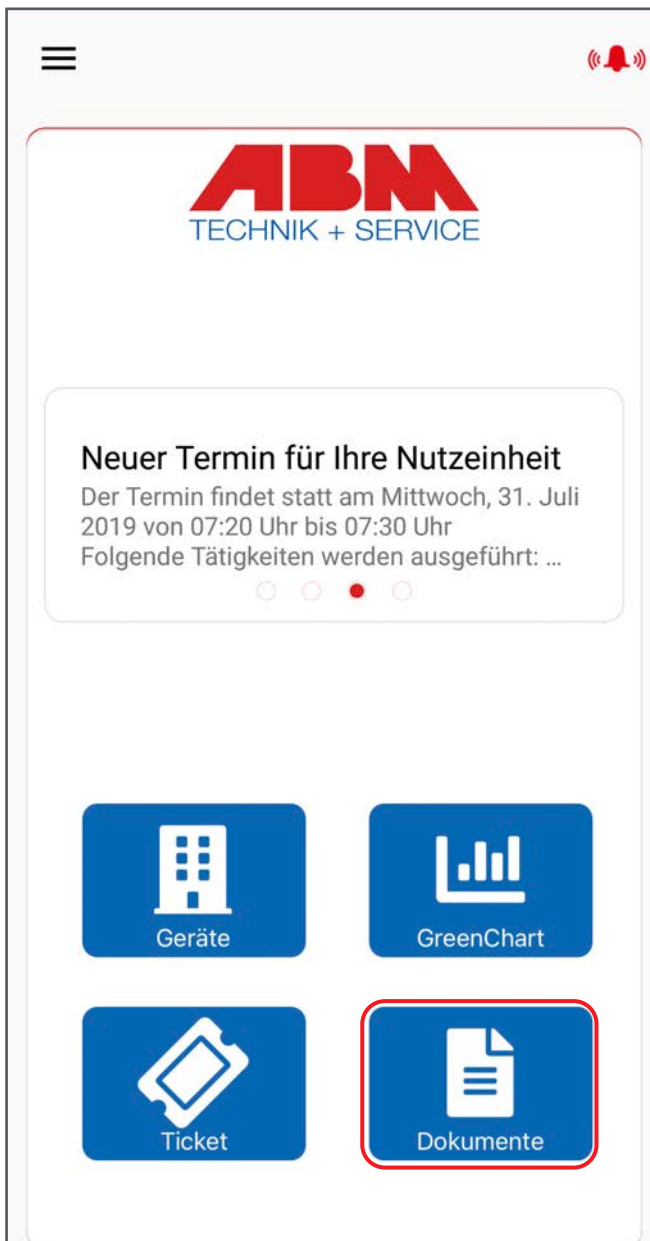 ABM
TECHNIK + SERVICE
Neuer Termin für Ihre Nutzeinheit
Der Termin findet statt am Mittwoch, 31. Juli
2019 von 07:20 Uhr bis 07:30 Uhr
Folgende Tätigkeiten werden ausgeführt: ...
Geräte
GreenChart
Ticket
Dokumente